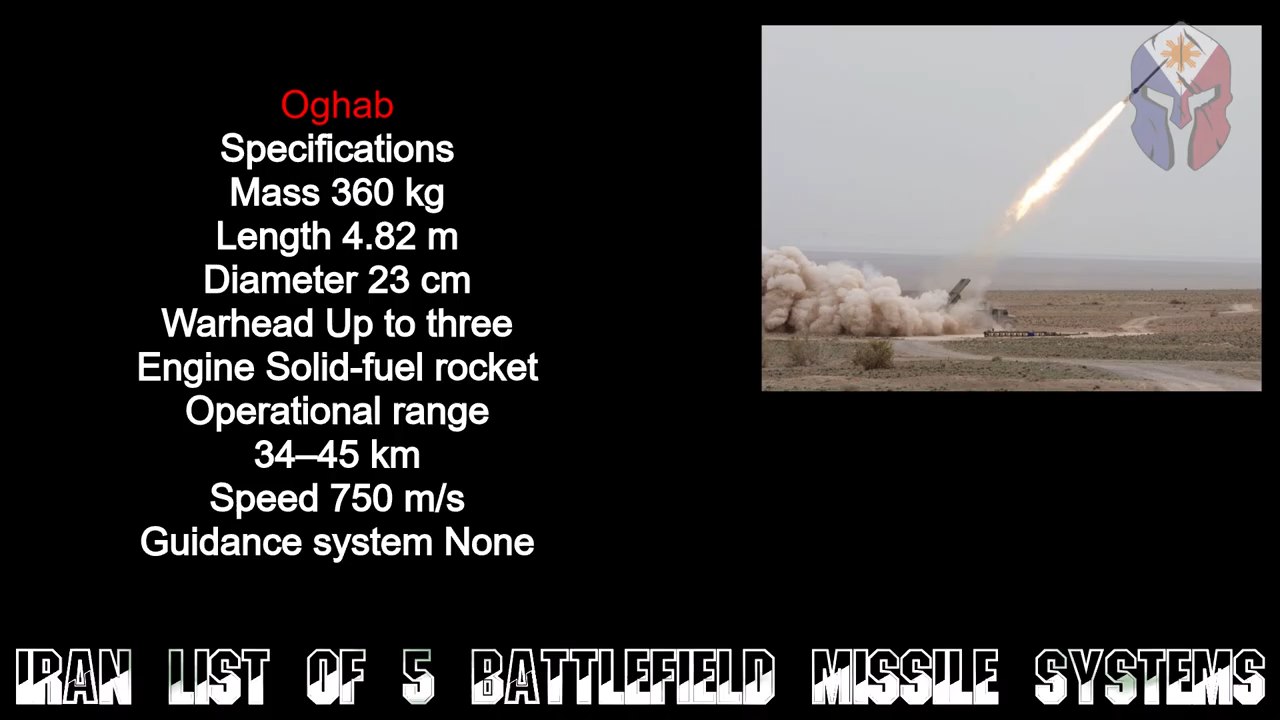 Oghab
Specifications
Mass 360 kg
Length 4.82 m
Diameter 23 cm
Warhead Up to three
Engine Solid-fuel rocket
Operational range
34–45 km
Speed 750 m/s
Guidance system None
IRAN LIST OF 5 BATTLEFIELD MISSILE SYSTEMS